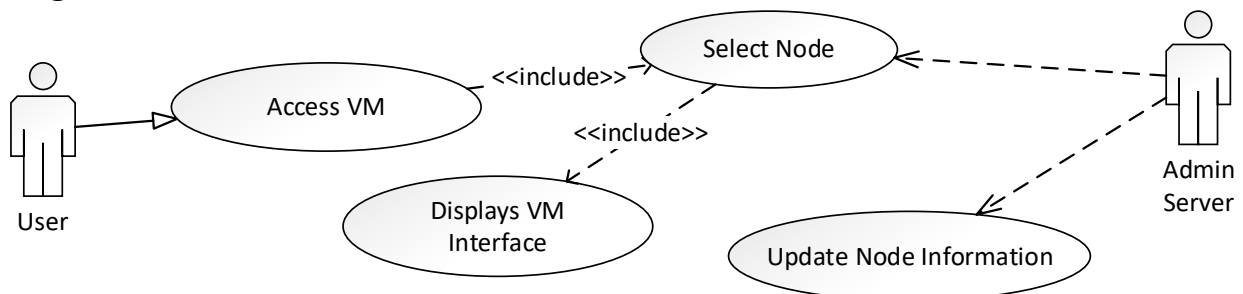 Select Node
<<include>>
Access VM
<<include>>
Admin
Server
User
Displays VM
Interface
Update Node Information